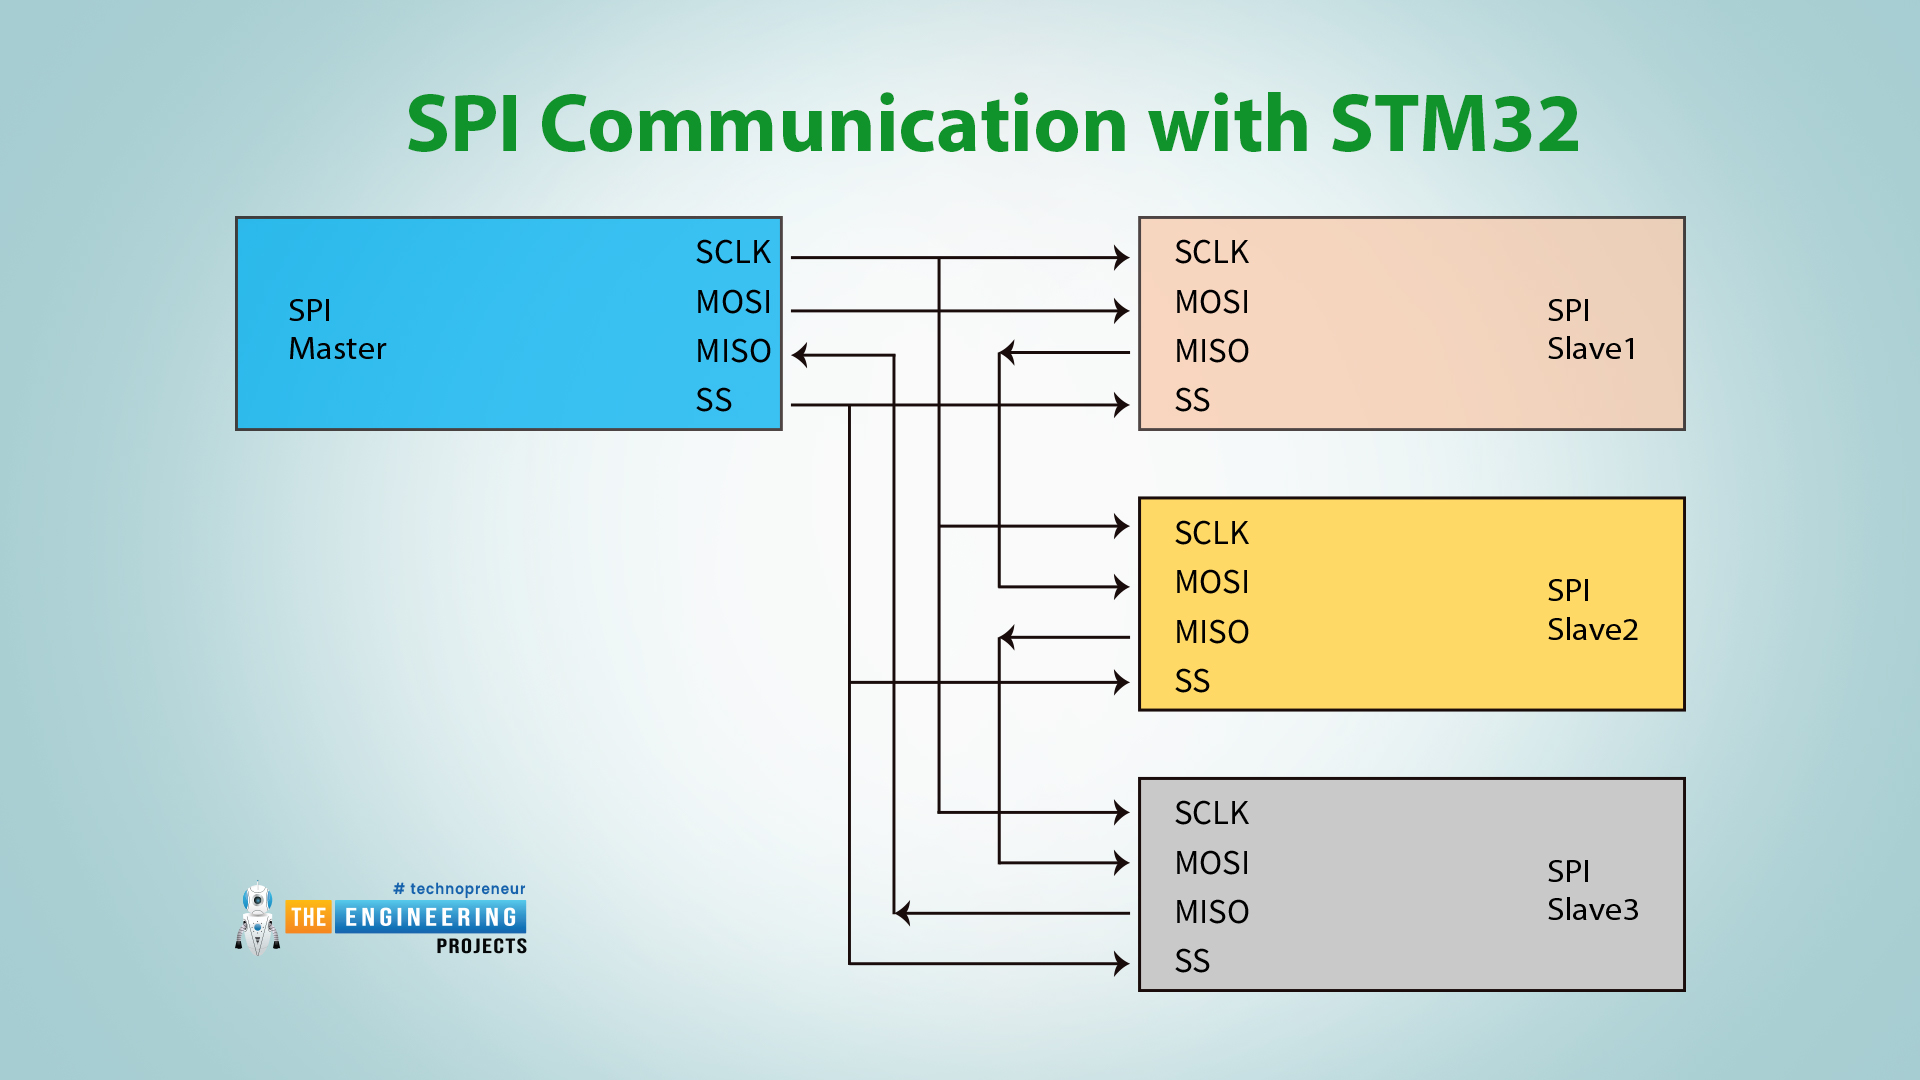 SPI Communication with STM32
SPI
Master
SCLK
MOSI
MISO
SS
SCLK
MOSI
MISO
SS
SPI
Slave1
SCLK
MOSI
MISO
SS
SPI
Slave2
SCLK
MOSI
MISO
SS
SPI
Slave3
# technopreneur
THE ENGINEERING
PROJECTS